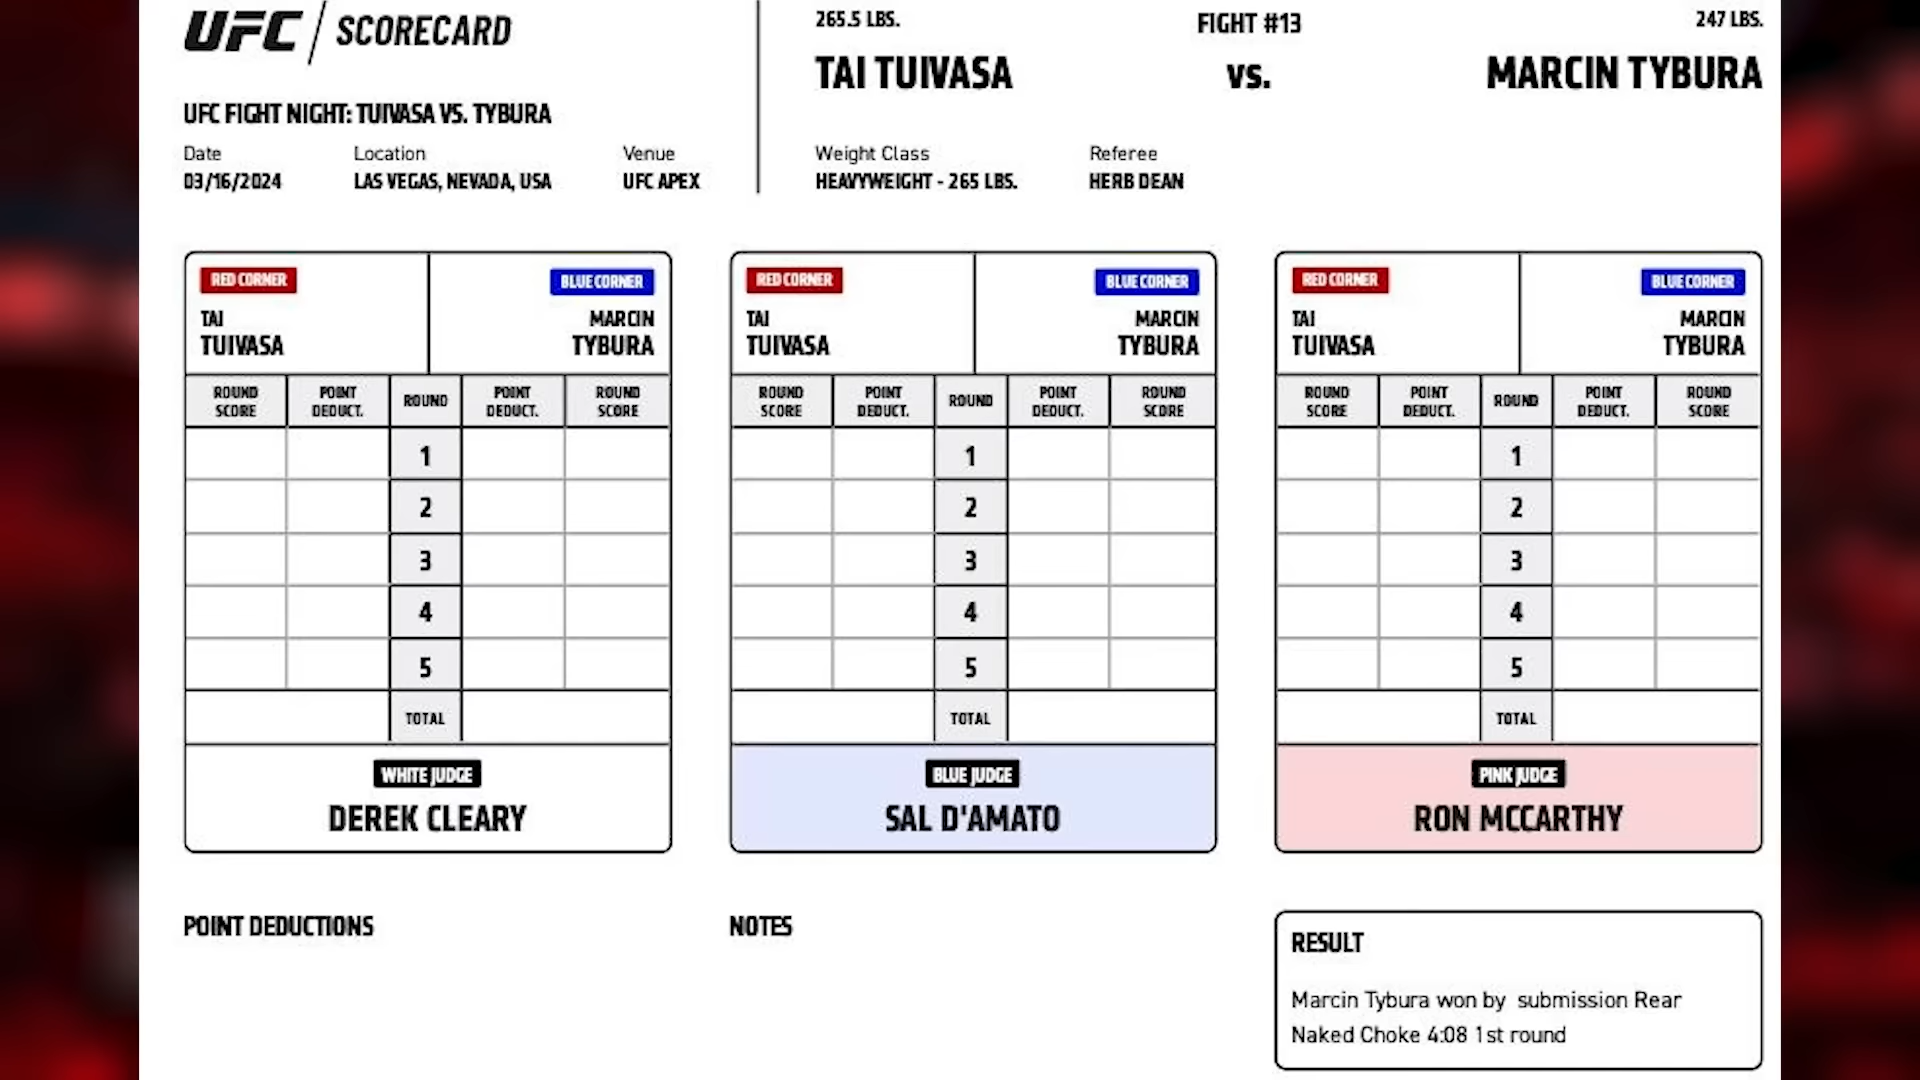 UFC / SCORECARD
UFC FIGHT NIGHT: TUIVASA VS. TYBURA
Date Location Venue
03/16/2024 LAS VEGAS, NEVADA, USA UFC APEX
265.5 LBS. FIGHT #13 247 LBS.
TAI TUIVASA VS. MARCIN TYBURA
Weight Class Referee
HEAVYWEIGHT - 265 LBS. HERB DEAN
RED CORNER BLUE CORNER
TAI MARCIN
TUIVASA TYBURA
ROUND POINT ROUND POINT ROUND
SCORE DEDUCT. DEDUCT. SCORE
1
2
3
4
5
TOTAL
WHITE JUDGE
DEREK CLEARY
RED CORNER BLUE CORNER
TAI MARCIN
TUIVASA TYBURA
ROUND POINT ROUND POINT ROUND
SCORE DEDUCT. DEDUCT. SCORE
1
2
3
4
5
TOTAL
BLUE JUDGE
SAL D'AMATO
RED CORNER BLUE CORNER
TAI MARCIN
TUIVASA TYBURA
ROUND POINT ROUND POINT ROUND
SCORE DEDUCT. DEDUCT. SCORE
1
2
3
4
5
TOTAL
PINK JUDGE
RON MCCARTHY
POINT DEDUCTIONS
NOTES
RESULT
Marcin Tybura won by submission Rear
Naked Choke 4:08 1st round